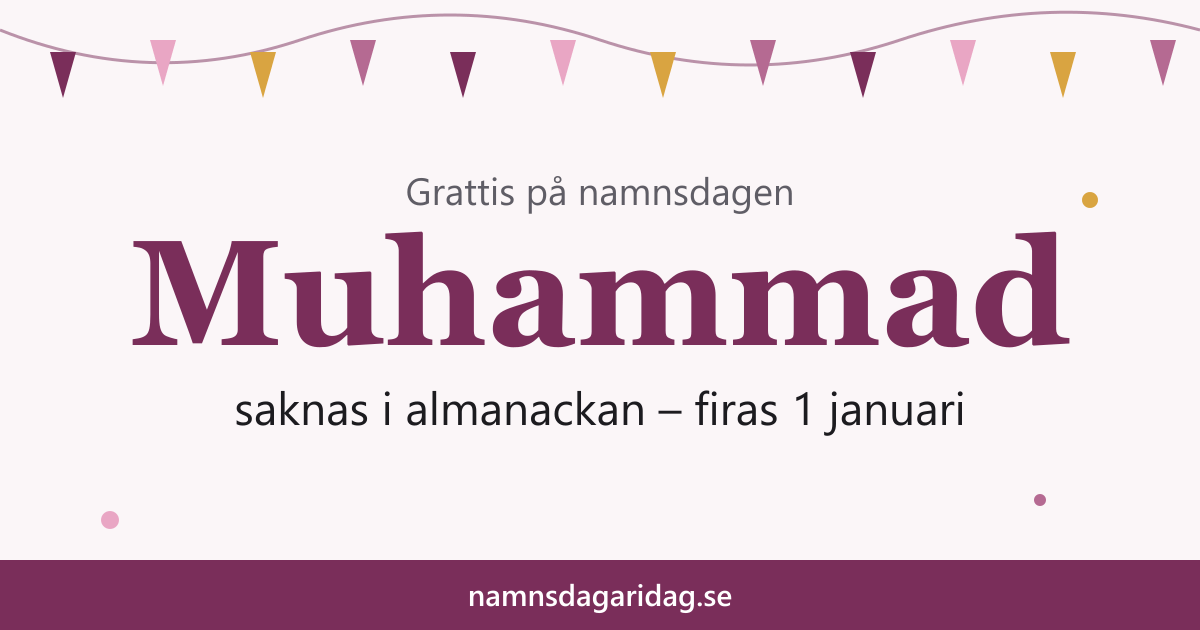 Grattis på namnsdagen
Muhammad
saknas i almanackan – firas 1 januari
namnsdagaridag.se